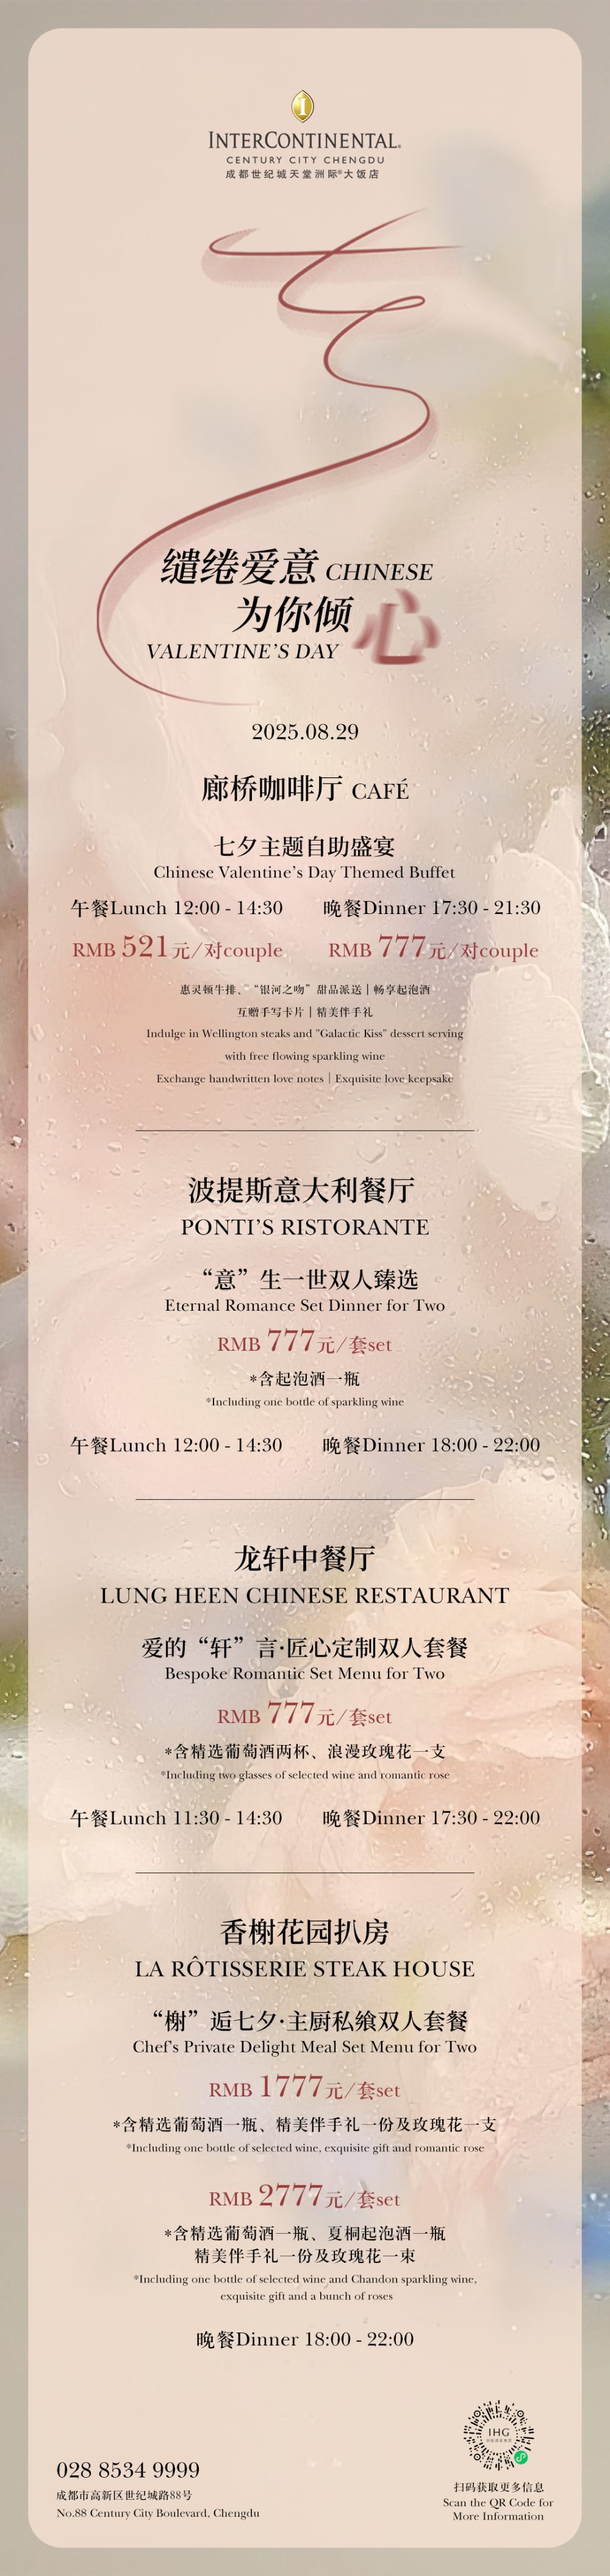 INTERCONTINENTAL®
CENTURY CITY CHENGDU
成都世纪城天堂洲际®大饭店
缱绻爱意 CHINESE
为你倾心
VALENTINE'S DAY
2025.08.29
廊桥咖啡厅 CAFÉ
七夕主题自助盛宴
Chinese Valentine's Day Themed Buffet
午餐Lunch 12:00 - 14:30 晚餐Dinner 17:30 - 21:30
RMB 521元/对couple RMB 777元/对couple
惠灵顿牛排、“银河之吻”甜品派送 | 畅享起泡酒
互赠手写卡片 | 精美伴手礼
Indulge in Wellington steaks and "Galactic Kiss" dessert serving
with free flowing sparkling wine
Exchange handwritten love notes | Exquisite love keepsake
波提斯意大利餐厅
PONTI'S RISTORANTE
“意”生一世双人臻选
Eternal Romance Set Dinner for Two
RMB 777元/套set
*含起泡酒一瓶
*Including one bottle of sparkling wine
午餐Lunch 12:00 - 14:30 晚餐Dinner 18:00 - 22:00
龙轩中餐厅
LUNG HEEN CHINESE RESTAURANT
爱的“轩”言·匠心定制双人套餐
Bespoke Romantic Set Menu for Two
RMB 777元/套set
*含精选葡萄酒两杯、浪漫玫瑰花一支
*Including two glasses of selected wine and romantic rose
午餐Lunch 11:30 - 14:30 晚餐Dinner 17:30 - 22:00
香榭花园扒房
LA RÔTISSERIE STEAK HOUSE
“榭”逅七夕·主厨私飨双人套餐
Chef's Private Delight Meal Set Menu for Two
RMB 1777元/套set
*含精选葡萄酒一瓶、精美伴手礼一份及玫瑰花一支
*Including one bottle of selected wine, exquisite gift and romantic rose
RMB 2777元/套set
*含精选葡萄酒一瓶、夏桐起泡酒一瓶
精美伴手礼一份及玫瑰花一束
*Including one bottle of selected wine and Chandon sparkling wine,
exquisite gift and a bunch of roses
晚餐Dinner 18:00 - 22:00
028 8534 9999
成都市高新区世纪城路88号
No.88 Century City Boulevard, Chengdu
IHG
扫码获取更多信息
Scan the QR Code for
More Information